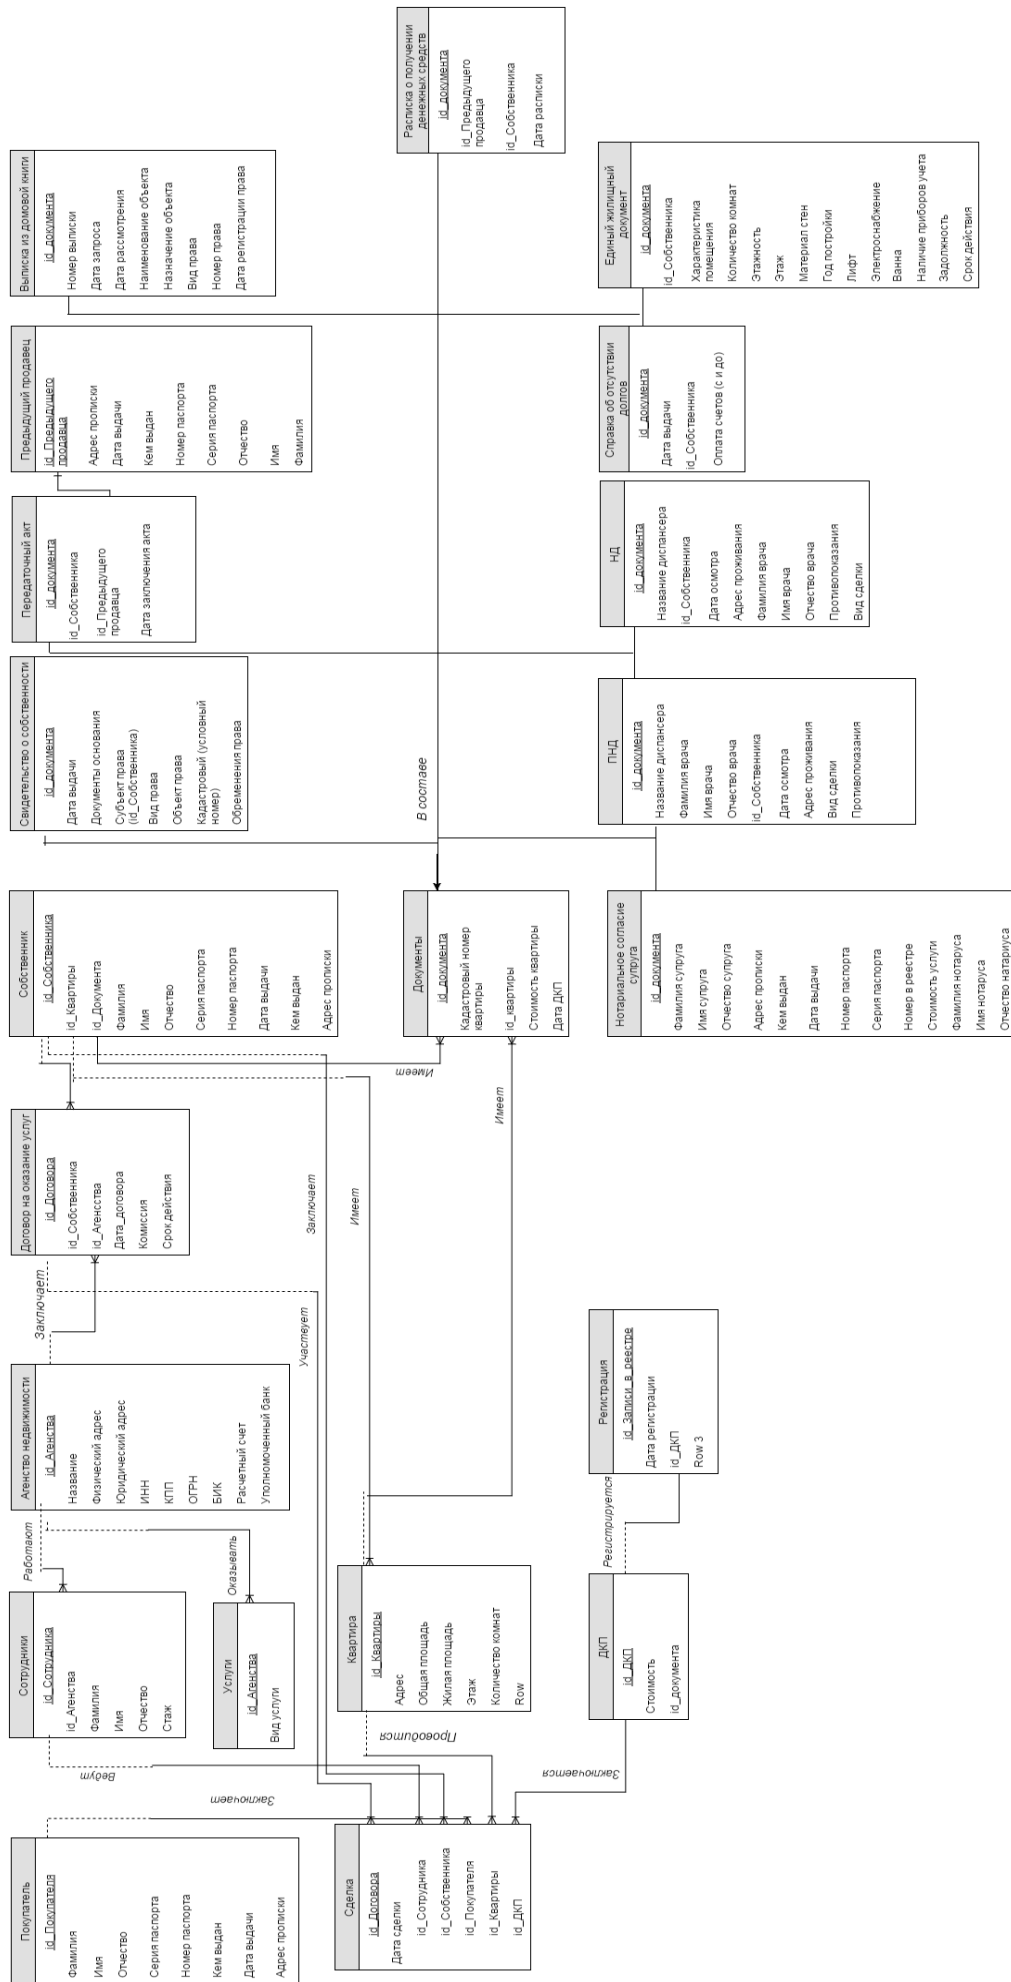 Покупатель
id_Покупателя
Фамилия
Имя
Отчество
Серия паспорта
Номер паспорта
Кем выдан
Дата выдачи
Адрес прописки
Сотрудники
id_Сотрудника
id_Агенства
Фамилия
Имя
Отчество
Стаж
Работают
Агенство недвижимости
id_Агенства
Название
Физический адрес
Юридический адрес
ИНН
КПП
ОГРН
БИК
Расчетный счет
Уполномоченный банк
Заключает
Договор на оказание услуг
id_Договора
id_Собственника
id_Агенсства
Дата_договора
Комиссия
Срок действия
Собственник
id_Собственника
id_Квартиры
id_Документа
Фамилия
Имя
Отчество
Серия паспорта
Номер паспорта
Дата выдачи
Кем выдан
Адрес прописки
Свидетельство о собственности
id_документа
Дата выдачи
Документы основания
Субъект права
(id_Собственника)
Вид права
Объект права
Кадастровый (условный
номер)
Обременения права
Передаточный акт
id_документа
id_Собственника
id_Предыдущего
продавца
Дата заключения акта
Предыдущий продавец
id_Предыдущего
продавца
Адрес прописки
Дата выдачи
Кем выдан
Номер паспорта
Серия паспорта
Отчество
Имя
Фамилия
Выписка из домовой книги
id_документа
Номер выписки
Дата запроса
Дата рассмотрения
Наименование объекта
Назначение объекта
Вид права
Номер права
Дата регистрации права
Ведут
Услуги
id_Агенства
Вид услуги
Оказывать
Заключает
Участвует
Заключает
Имеет
Имеет
Имеет
В составе
Сделка
id_Договора
Дата сделки
id_Сотрудника
id_Собственника
id_Покупателя
id_Квартиры
id_ДКП
Проводится
Квартира
id_Квартиры
Адрес
Общая площадь
Жилая площадь
Этаж
Количество комнат
Row
Документы
id_документа
Кадастровый номер
квартиры
id_квартиры
Стоимость квартиры
Дата ДКП
Расписка о получении
денежных средств
id_документа
id_Предыдущего
продавца
id_Собственника
Дата расписки
Заключается
ДКП
id_ДКП
Стоимость
id_документа
Регистрируется
Регистрация
id_Записи_в_реестре
Дата регистрации
id_ДКП
Row 3
Нотариальное согласие
супруга
id_документа
Фамилия супруга
Имя супруга
Отчество супруга
Адрес прописки
Кем выдан
Дата выдачи
Номер паспорта
Серия паспорта
Номер в реестре
Стоимость услуги
Фамилия нотаруса
Имя нотаруса
Отчество натариуса
ПНД
id_документа
Название диспансера
Фамилия врача
Имя врача
Отчество врача
id_Собственника
Дата осмотра
Адрес проживания
Вид сделки
Противопоказания
НД
id_документа
Название диспансера
id_Собственника
Дата осмотра
Адрес проживания
Фамилия врача
Имя врача
Отчество врача
Противопоказания
Вид сделки
Справка об отсутствии
долгов
id_документа
Дата выдачи
id_Собственника
Оплата счетов (с и до)
Единый жилищный
документ
id_документа
id_Собственника
Характеристика
помещения
Количество комнат
Этажность
Этаж
Материал стен
Год постройки
Лифт
Электроснабжение
Ванна
Наличие приборов учета
Задолжность
Срок действия